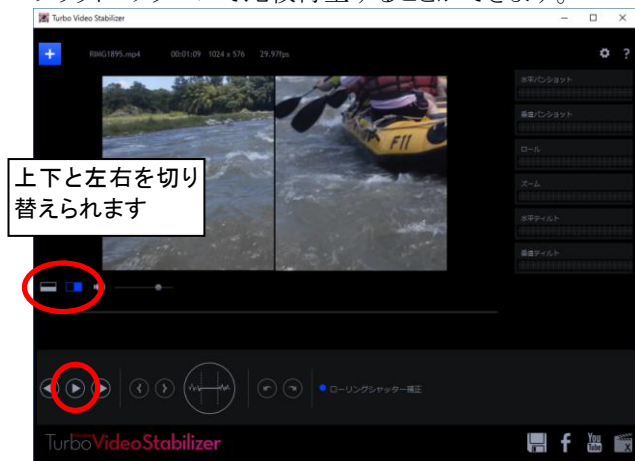 Turbo Video Stabilizer
RIMG1895.mp4 00:01:09 1024 x 576 29.97fps
?
水平パンショット
垂直パンショット
ロール
ズーム
水平ティルト
垂直ティルト
F11
上下と左右を切り
替えられます
ローリングシャッター補正
TurboVideoStabilizer
f
You
Tube